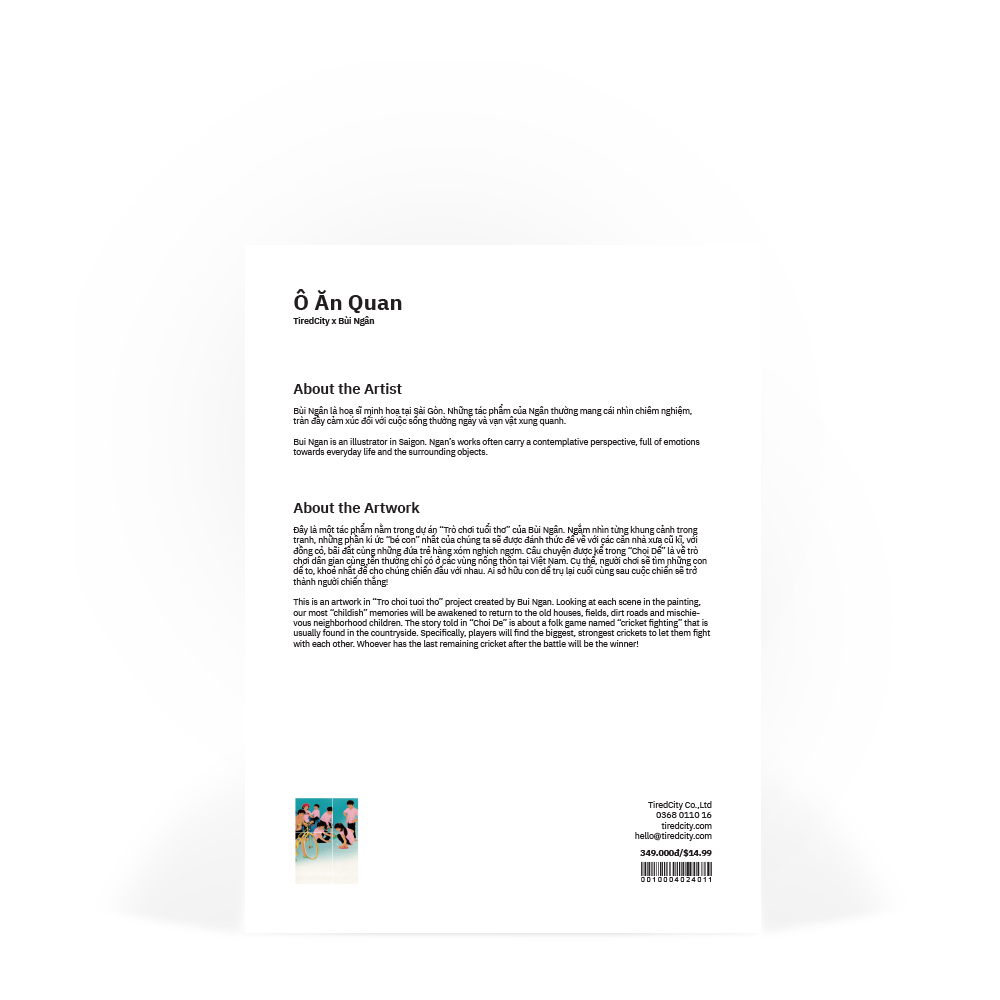 Ô Ăn Quan
TiredCity x Bùi Ngân
About the Artist
Bùi Ngân là hoạ sĩ minh hoạ tại Sài Gòn. Những tác phẩm của Ngân thường mang cái nhìn chiêm nghiệm,
tràn đầy cảm xúc đối với cuộc sống thường ngày và vạn vật xung quanh.
Bui Ngan is an illustrator in Saigon. Ngan's works often carry a contemplative perspective, full of emotions
towards everyday life and the surrounding objects.
About the Artwork
Đây là một tác phẩm nằm trong dự án “Trò chơi tuổi thơ” của Bùi Ngân. Ngắm nhìn từng khung cảnh trong
tranh, những phần kí ức “bé con” nhất của chúng ta sẽ được đánh thức để về với các căn nhà xưa cũ kĩ, với
đồng cỏ, bãi đất cùng những đứa trẻ hàng xóm nghịch ngợm. Câu chuyện được kể trong “Chọi Dế” là về trò
chơi dân gian cùng tên thường chỉ có ở các vùng nông thôn tại Việt Nam. Cụ thể, người chơi sẽ tìm những con
dế to, khoẻ nhất để cho chúng chiến đấu với nhau. Ai sở hữu con dế trụ lại cuối cùng sau cuộc chiến sẽ trở
thành người chiến thắng!
This is an artwork in “Tro choi tuoi tho” project created by Bui Ngan. Looking at each scene in the painting,
our most “childish” memories will be awakened to return to the old houses, fields, dirt roads and mischie-
vous neighborhood children. The story told in “Choi De” is about a folk game named “cricket fighting” that is
usually found in the countryside. Specifically, players will find the biggest, strongest crickets to let them fight
with each other. Whoever has the last remaining cricket after the battle will be the winner!
TiredCity Co.,Ltd
0368 0110 16
tiredcity.com
hello@tiredcity.com
349.000đ/$14.99
0010004024011